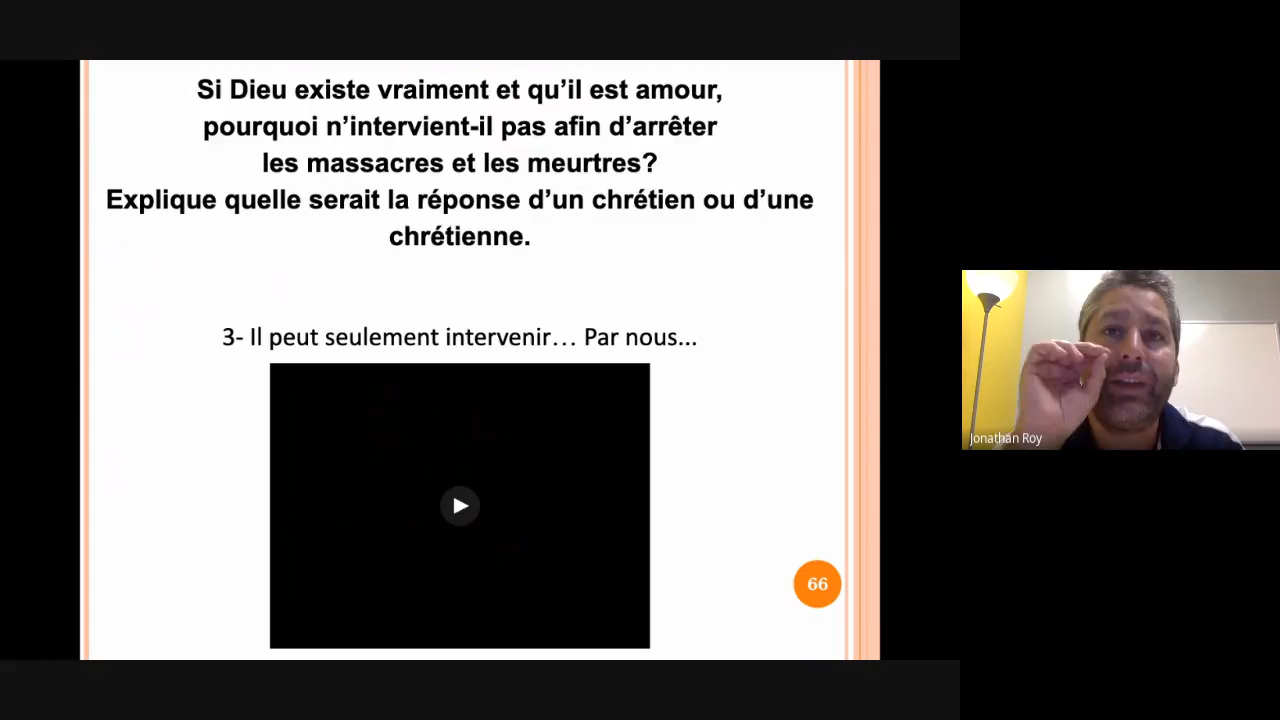 Si Dieu existe vraiment et qu’il est amour,
pourquoi n’intervient-il pas afin d’arrêter
les massacres et les meurtres?
Explique quelle serait la réponse d’un chrétien ou d’une
chrétienne.
3- Il peut seulement intervenir… Par nous...
66
Jonathan Roy